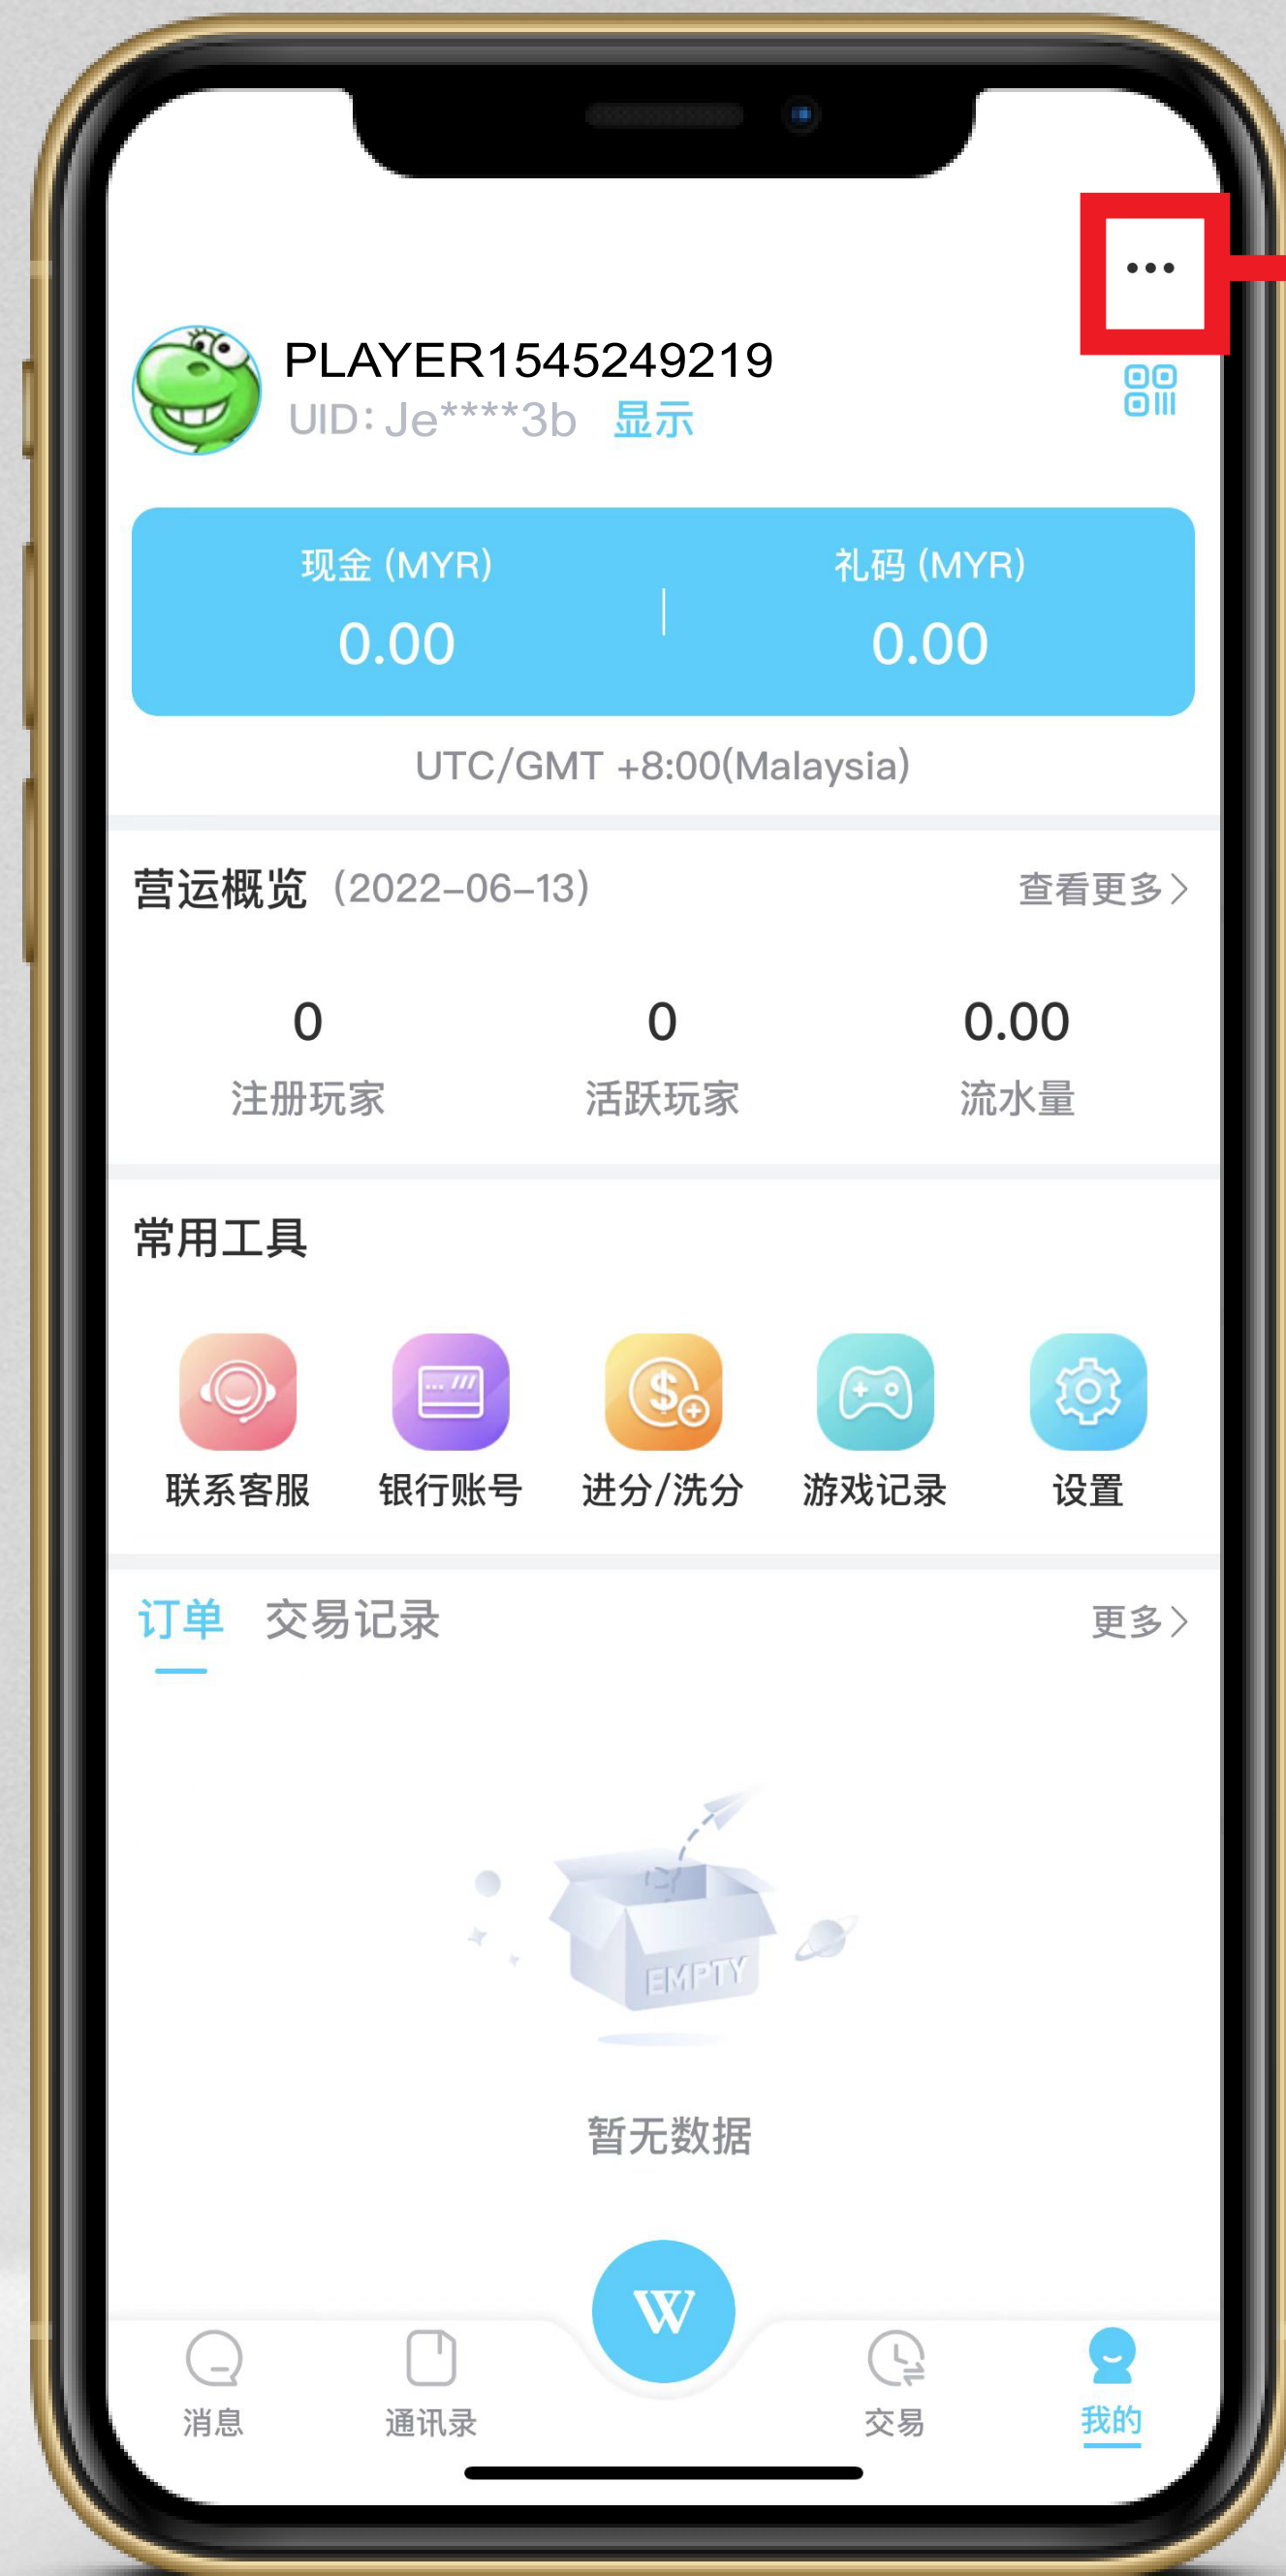 PLAYER1545249219
UID: Je****3b 显示
现金 (MYR) 礼码 (MYR)
0.00 0.00
UTC/GMT +8:00(Malaysia)
营运概览 (2022-06-13) 查看更多
0 0 0.00
注册玩家 活跃玩家 流水量
常用工具
联系客服 银行账号 进分/洗分 游戏记录 设置
订单 交易记录 更多
EMPTY
暂无数据
W
消息 通讯录 交易 我的